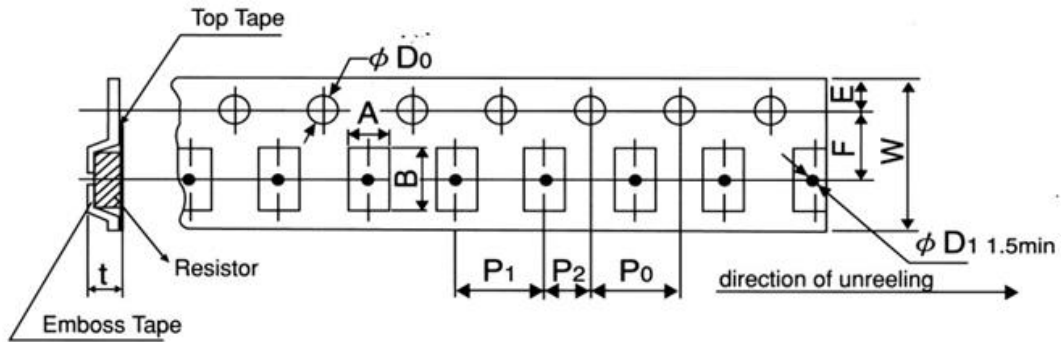 Top Tape
ϕ D0
A
B
E
F
W
ϕ D1 1.5min
t
Resistor
P1
P2
P0
direction of unreeling
Emboss Tape